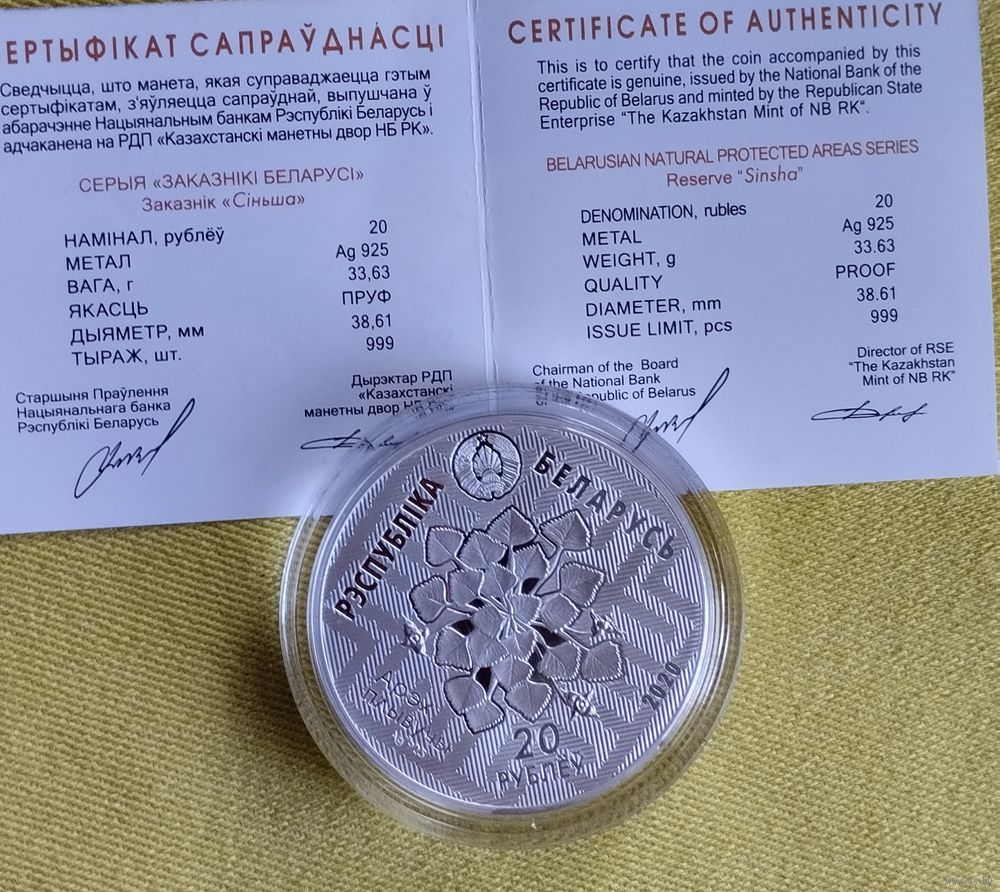 ЕРТЫФІКАТ САПРАЎДНАСЦІ
Сведчыцца, што манета, якая суправаджаецца гэтым
сертыфікатам, з'яўляецца сапраўднай, выпушчана ў
абарачэнне Нацыянальным банкам Рэспублікі Беларусь і
адчаканена на РДП «Казахстанскі манетны двор НБ РК».
СЕРЫЯ «ЗАКАЗНІКІ БЕЛАРУСІ»
Заказнік «Сіньша»
НАМІНАЛ, рублёў 20
МЕТАЛ Ag 925
ВАГА, г 33,63
ЯКАСЦЬ ПРУФ
ДЫЯМЕТР, мм 38,61
ТЫРАЖ, шт. 999
Старшыня Праўлення
Нацыянальнага банка
Рэспублікі Беларусь
Дырэктар РДП
«Казахстанскі
манетны двор НБ
CERTIFICATE OF AUTHENTICITY
This is to certify that the coin accompanied by this
certificate is genuine, issued by the National Bank of the
Republic of Belarus and minted by the Republican State
Enterprise “The Kazakhstan Mint of NB RK“.
BELARUSIAN NATURAL PROTECTED AREAS SERIES
Reserve “Sinsha”
DENOMINATION, rubles 20
METAL Ag 925
WEIGHT, g 33.63
QUALITY PROOF
DIAMETER, mm 38.61
ISSUE LIMIT, pcs 999
Chairman of the Board
of the National Bank
public of Belarus
Director of RSE
“The Kazakhstan
Mint of NB RK”
РЭСПУБЛІКА БЕЛАРУСЬ
2020
ПЛЫВУЧЫ
20
РУБЛЁЎ